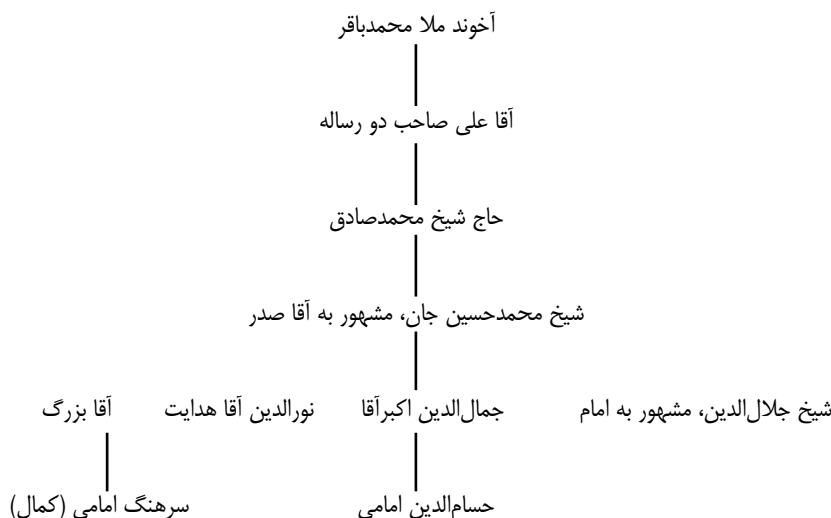 آخوند ملا محمدباقر
آقا علی صاحب دو رساله
حاج شیخ محمدصادق
شیخ محمدحسین جان، مشهور به آقا صدر
شیخ جلال‌الدین، مشهور به امام جمال‌الدین اکبرآقا نورالدین آقا هدایت آقا بزرگ
حسام‌الدین امامی سرهنگ امامی (کمال)